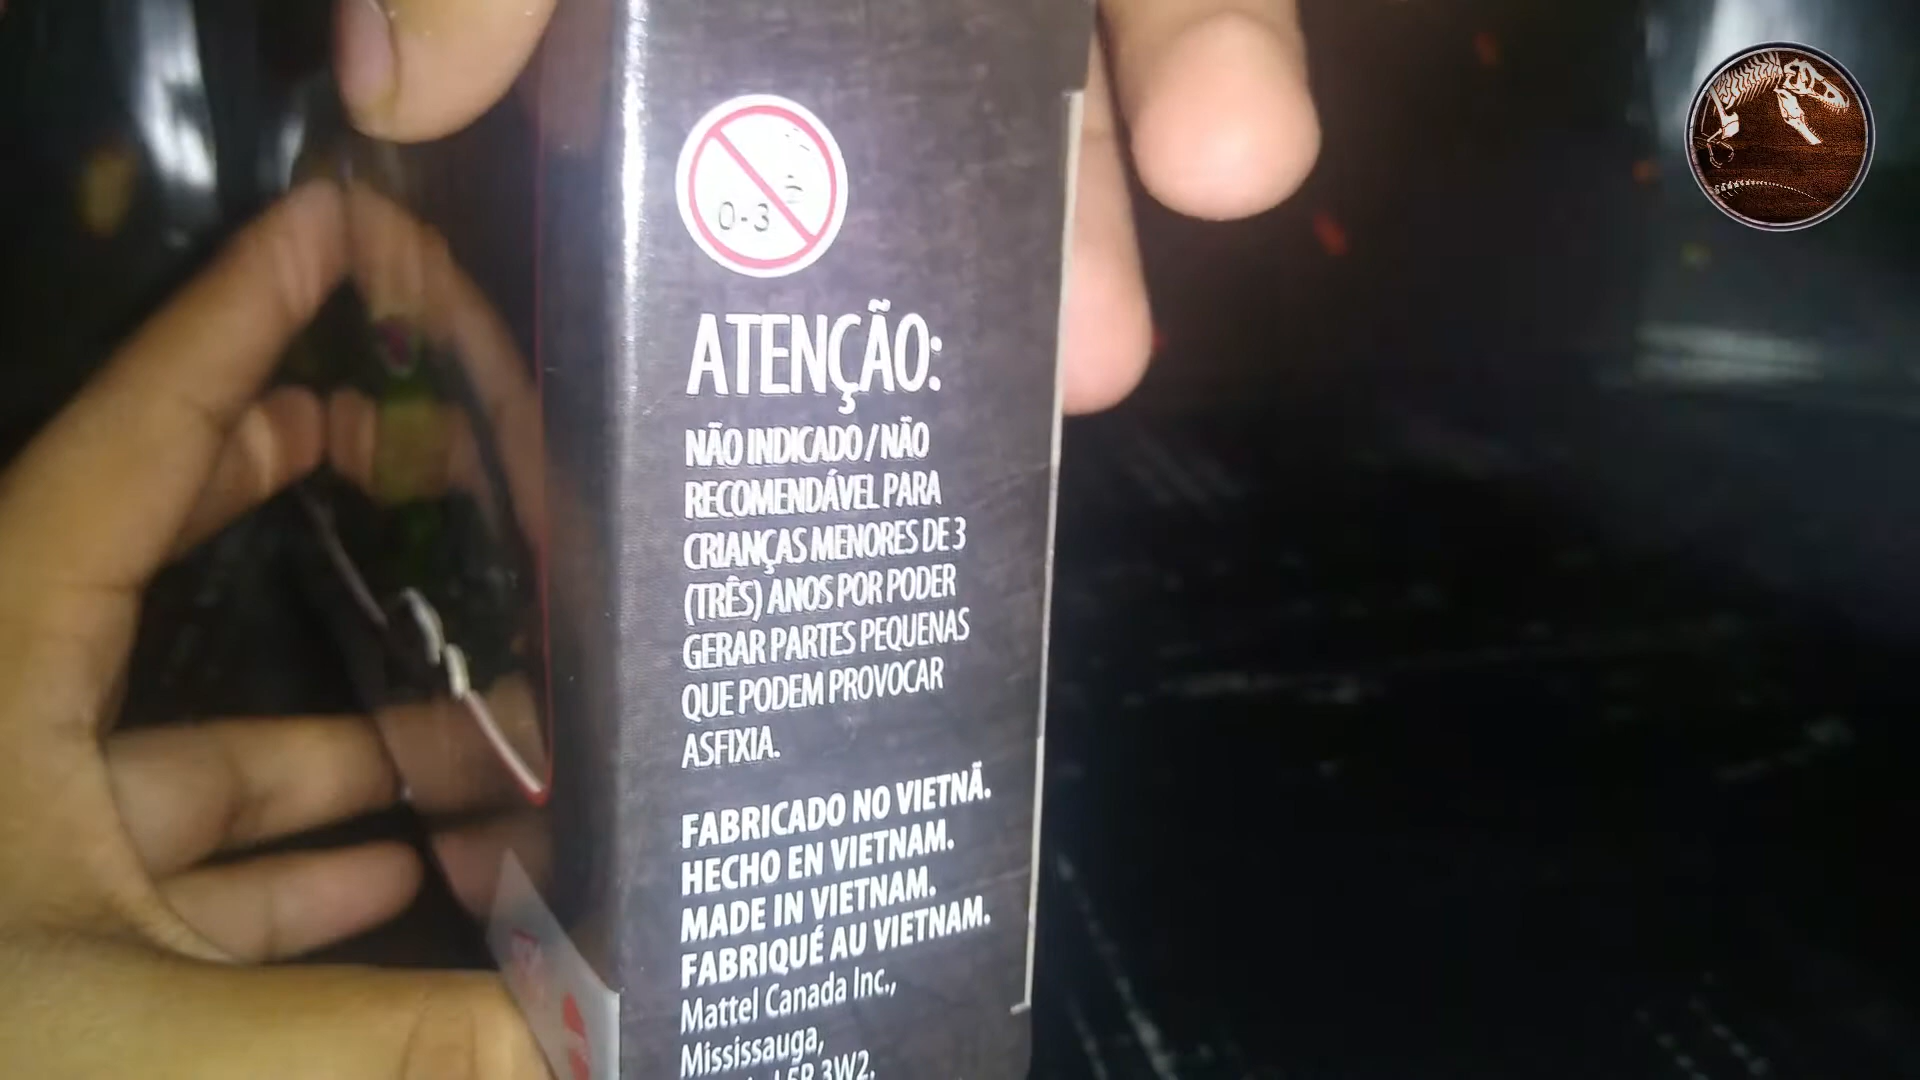 0-3
ATENÇÃO:
NÃO INDICADO / NÃO
RECOMENDÁVEL PARA
CRIANÇAS MENORES DE 3
(TRÊS) ANOS POR PODER
GERAR PARTES PEQUENAS
QUE PODEM PROVOCAR
ASFIXIA.
FABRICADO NO VIETNÃ.
HECHO EN VIETNAM.
MADE IN VIETNAM.
FABRIQUÉ AU VIETNAM.
Mattel Canada Inc.,
Mississauga,
3W2.